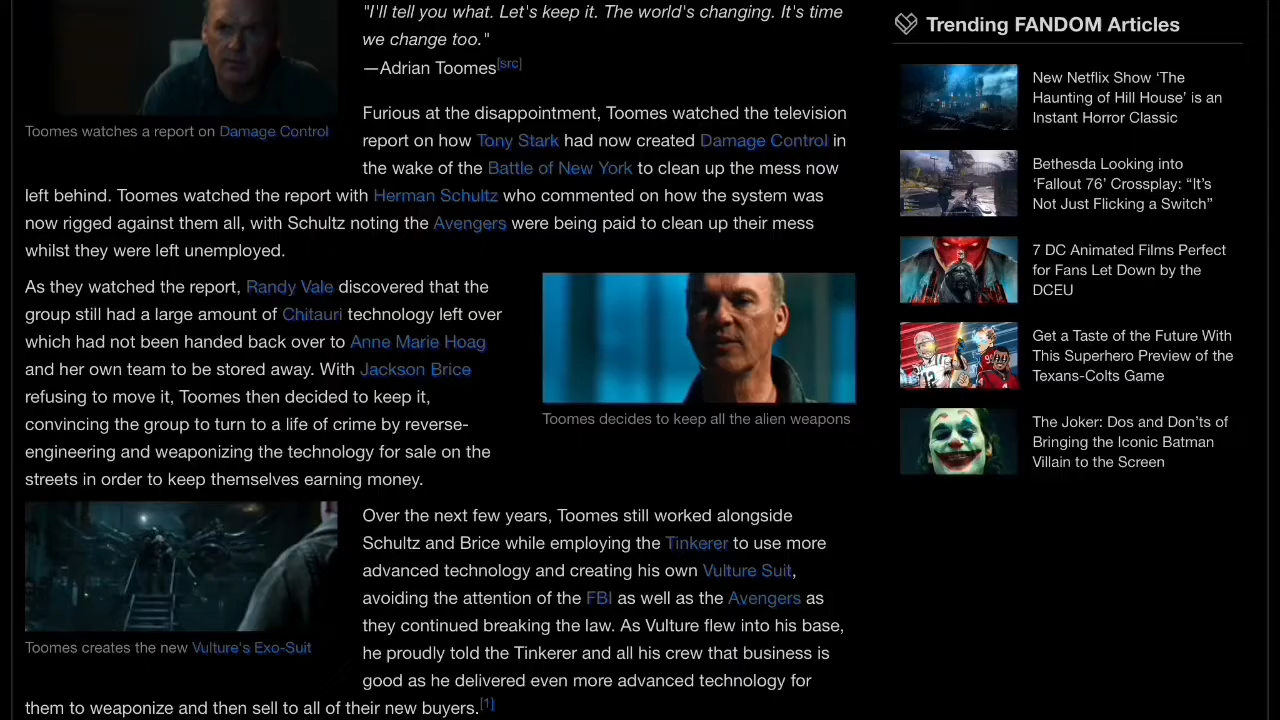 "I'll tell you what. Let's keep it. The world's changing. It's time
we change too."
—Adrian Toomes[src]
Toomes watches a report on Damage Control
Furious at the disappointment, Toomes watched the television
report on how Tony Stark had now created Damage Control in
the wake of the Battle of New York to clean up the mess now
left behind. Toomes watched the report with Herman Schultz who commented on how the system was
now rigged against them all, with Schultz noting the Avengers were being paid to clean up their mess
whilst they were left unemployed.
As they watched the report, Randy Vale discovered that the
group still had a large amount of Chitauri technology left over
which had not been handed back over to Anne Marie Hoag
and her own team to be stored away. With Jackson Brice
refusing to move it, Toomes then decided to keep it,
convincing the group to turn to a life of crime by reverse-
engineering and weaponizing the technology for sale on the
streets in order to keep themselves earning money.
Toomes decides to keep all the alien weapons
Toomes creates the new Vulture's Exo-Suit
Over the next few years, Toomes still worked alongside
Schultz and Brice while employing the Tinkerer to use more
advanced technology and creating his own Vulture Suit,
avoiding the attention of the FBI as well as the Avengers as
they continued breaking the law. As Vulture flew into his base,
he proudly told the Tinkerer and all his crew that business is
good as he delivered even more advanced technology for
them to weaponize and then sell to all of their new buyers.[1]
Trending FANDOM Articles
New Netflix Show ‘The
Haunting of Hill House’ is an
Instant Horror Classic
Bethesda Looking into
‘Fallout 76’ Crossplay: “It’s
Not Just Flicking a Switch”
7 DC Animated Films Perfect
for Fans Let Down by the
DCEU
Get a Taste of the Future With
This Superhero Preview of the
Texans-Colts Game
The Joker: Dos and Don’ts of
Bringing the Iconic Batman
Villain to the Screen